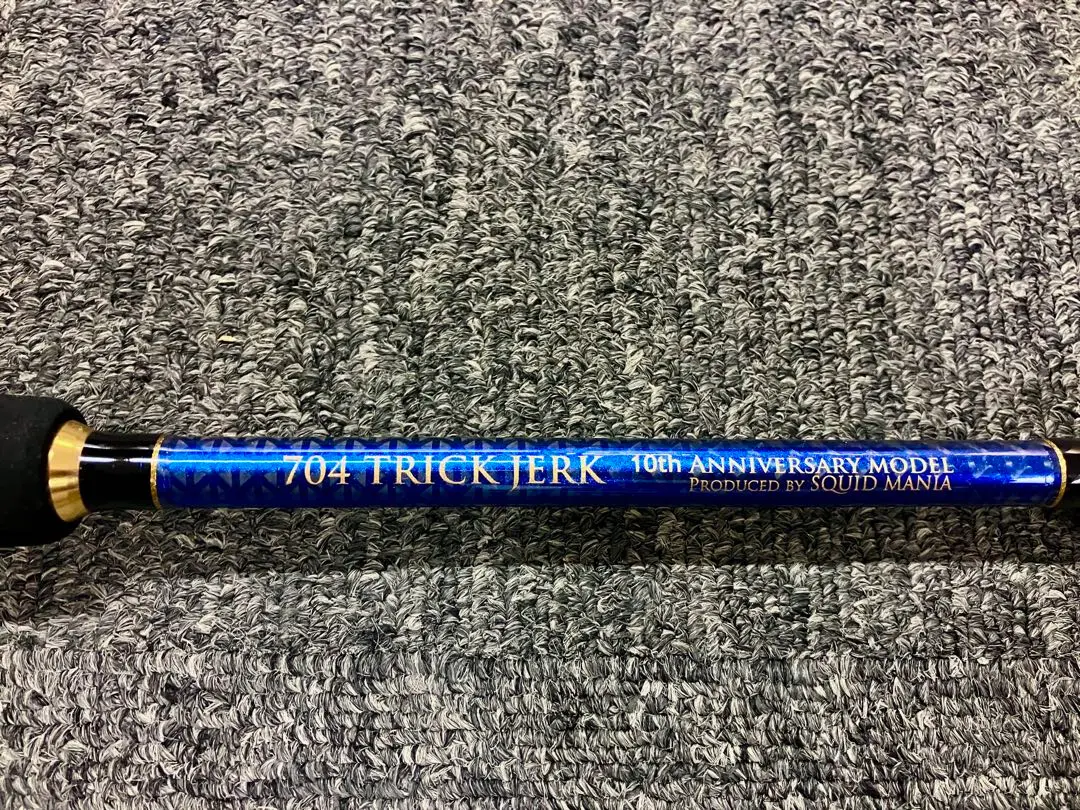 704 TRICK JERK 10th ANNIVERSARY MODEL
PRODUCED BY SQUID MANIA